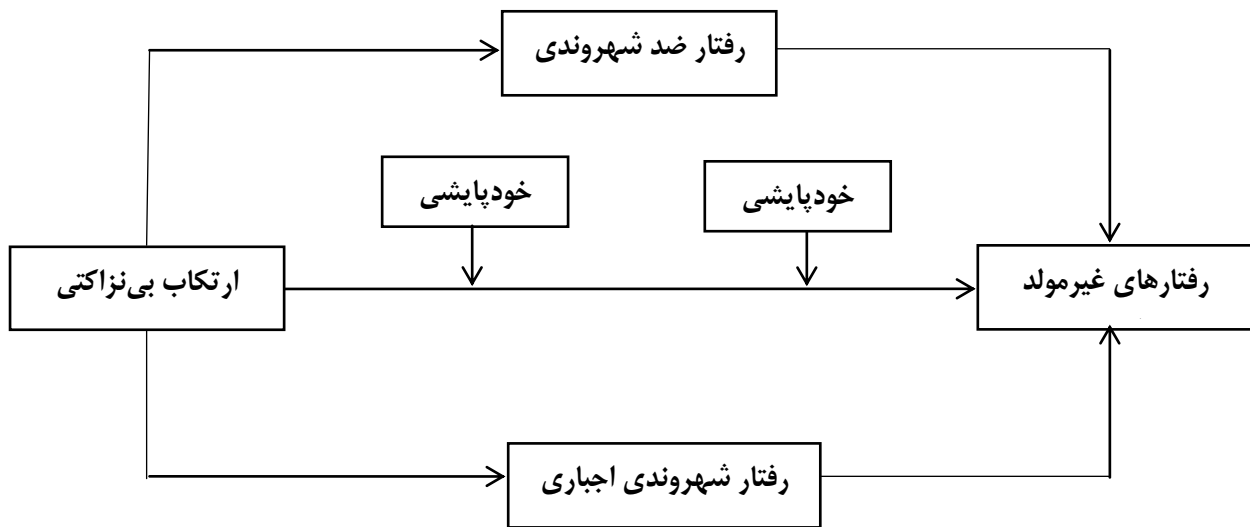 رفتار ضد شهروندی
خودپایشی
خودپایشی
ارتکاب بی‌نزاکتی
رفتارهای غیرمولد
رفتار شهروندی اجباری